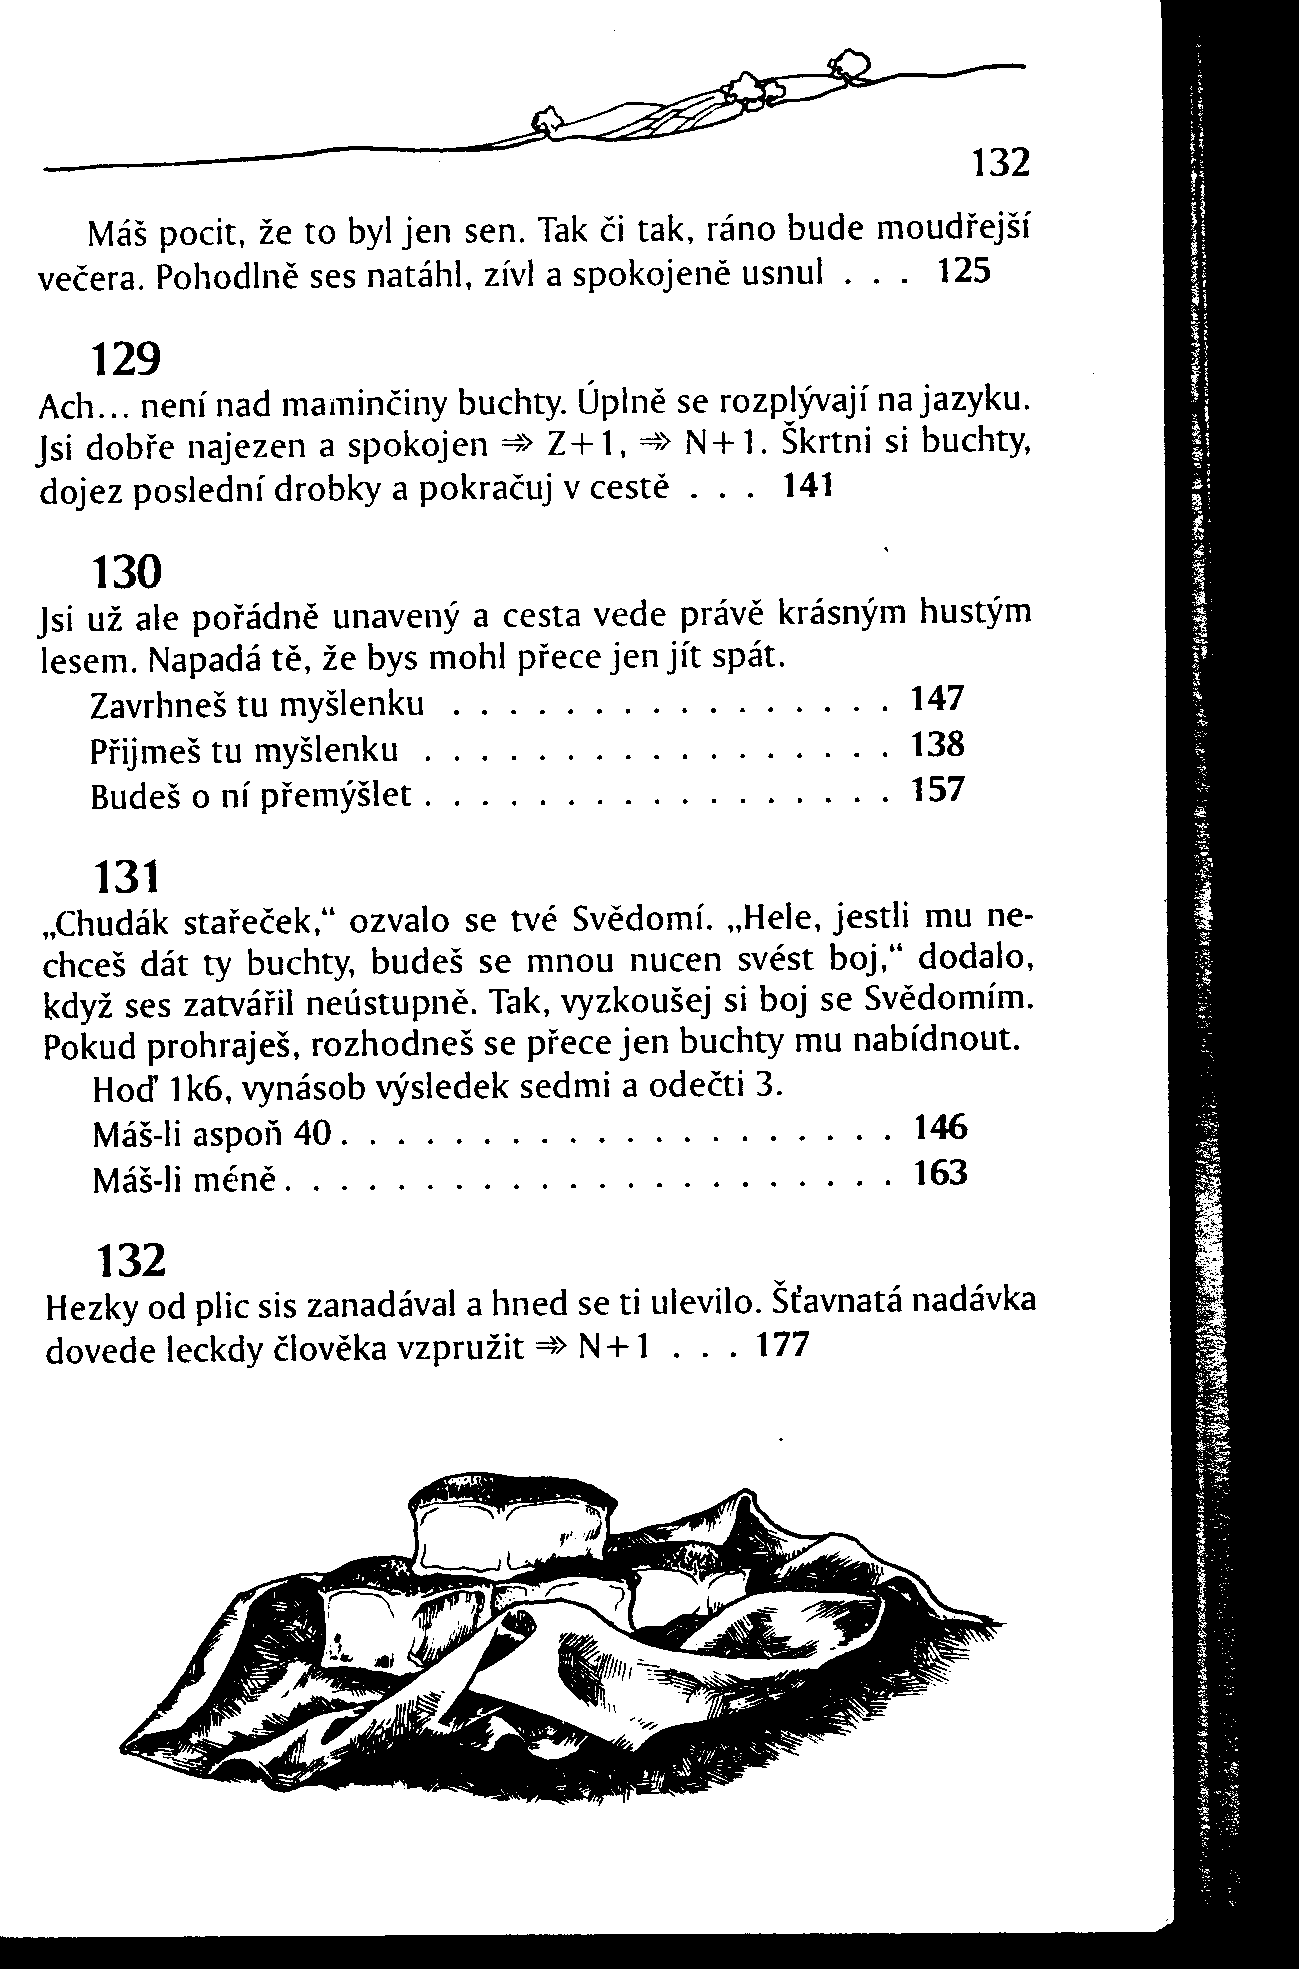 132
Máš pocit, že to byl jen sen. Tak či tak, ráno bude moudřejší
večera. Pohodlně ses natáhl, zívl a spokojeně usnul . . . 125
129
Ach... není nad maminčiny buchty. Úplně se rozplývají na jazyku.
Jsi dobře najezen a spokojen ⇒ Z+1, ⇒ N+1. Škrtni si buchty,
dojez poslední drobky a pokračuj v cestě . . . 141
130
Jsi už ale pořádně unavený a cesta vede právě krásným hustým
lesem. Napadá tě, že bys mohl přece jen jít spát.
Zavrhneš tu myšlenku . . . . . . . . . . . . . . . . 147
Přijmeš tu myšlenku . . . . . . . . . . . . . . . . . 138
Budeš o ní přemýšlet . . . . . . . . . . . . . . . . . 157
131
„Chudák stařeček,“ ozvalo se tvé Svědomí. „Hele, jestli mu ne-
chceš dát ty buchty, budeš se mnou nucen svést boj,“ dodalo,
když ses zatvářil neústupně. Tak, vyzkoušej si boj se Svědomím.
Pokud prohraješ, rozhodneš se přece jen buchty mu nabídnout.
Hoď 1k6, vynásob výsledek sedmi a odečti 3.
Máš-li aspoň 40 . . . . . . . . . . . . . . . . . . . . 146
Máš-li méně . . . . . . . . . . . . . . . . . . . . . . 163
132
Hezky od plic sis zanadával a hned se ti ulevilo. Šťavnatá nadávka
dovede leckdy člověka vzpružit ⇒ N+1 . . . 177